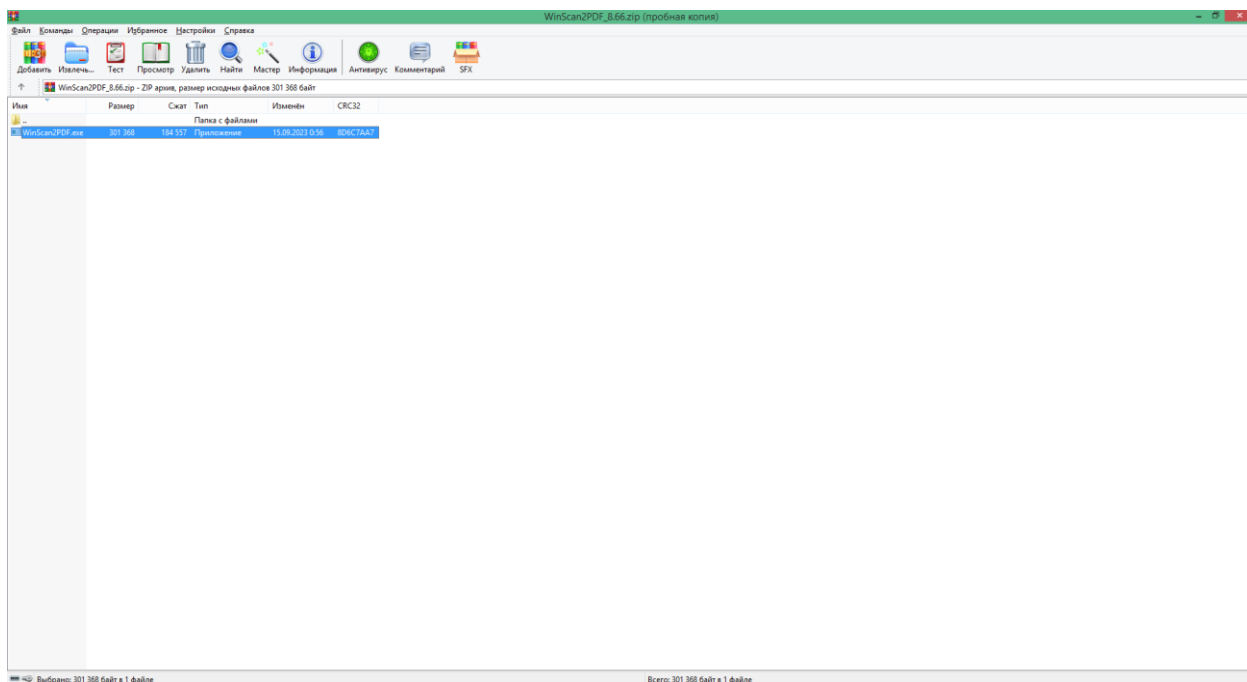 WinScan2PDF_8.66.zip (пробная копия)
Файл Команды Операции Избранное Настройки Справка
Добавить Извлечь... Тест Просмотр Удалить Найти Мастер Информация Антивирус Комментарий SFX
WinScan2PDF_8.66.zip - ZIP архив, размер исходных файлов 301 368 байт
Имя Размер Сжат Тип Изменён CRC32
.. Папка с файлами
WinScan2PDF.exe 301 368 184 557 Приложение 15.09.2023 0:56 8D6C7AA7
Выбрано: 301 368 байт в 1 файле Всего: 301 368 байт в 1 файле